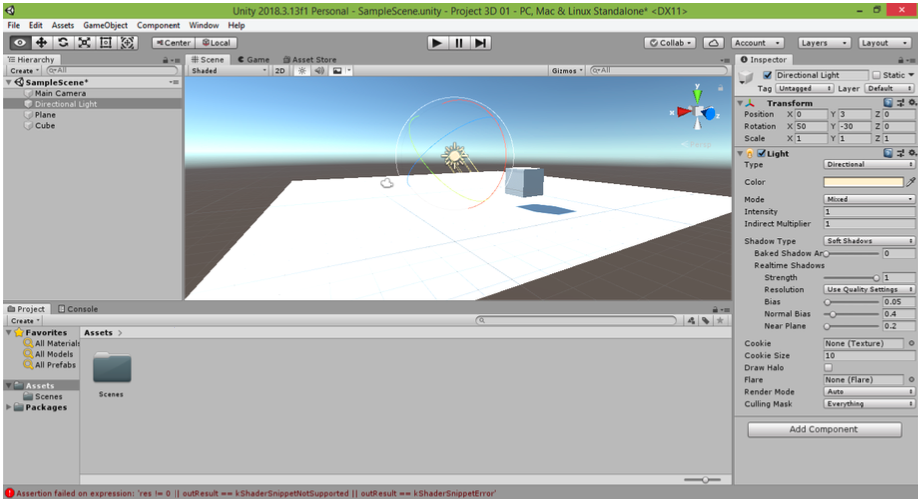 Unity 2018.3.13f1 Personal - SampleScene.unity - Project 3D 01 - PC, Mac & Linux Standalone* <DX11>
File Edit Assets GameObject Component Window Help
Center Local Collab Account Layers Layout
Hierarchy
Create All
SampleScene*
Main Camera
Directional Light
Plane
Cube
Scene Game Asset Store
Shaded 2D Gizmos All
x y z
Persp
Inspector
Directional Light Static
Tag Untagged Layer Default
Transform
Position X 0 Y 3 Z 0
Rotation X 50 Y -30 Z 0
Scale X 1 Y 1 Z 1
Light
Type Directional
Color
Mode Mixed
Intensity 1
Indirect Multiplier 1
Shadow Type Soft Shadows
Baked Shadow An 0
Realtime Shadows
Strength 1
Resolution Use Quality Settings
Bias 0.05
Normal Bias 0.4
Near Plane 0.2
Cookie None (Texture)
Cookie Size 10
Draw Halo
Flare None (Flare)
Render Mode Auto
Culling Mask Everything
Add Component
Project Console
Create
Favorites
All Materials
All Models
All Prefabs
Assets
Scenes
Packages
Assets >
Scenes
Assertion failed on expression: 'res != 0 || outResult == kShaderSnippetNotSupported || outResult == kShaderSnippetError'